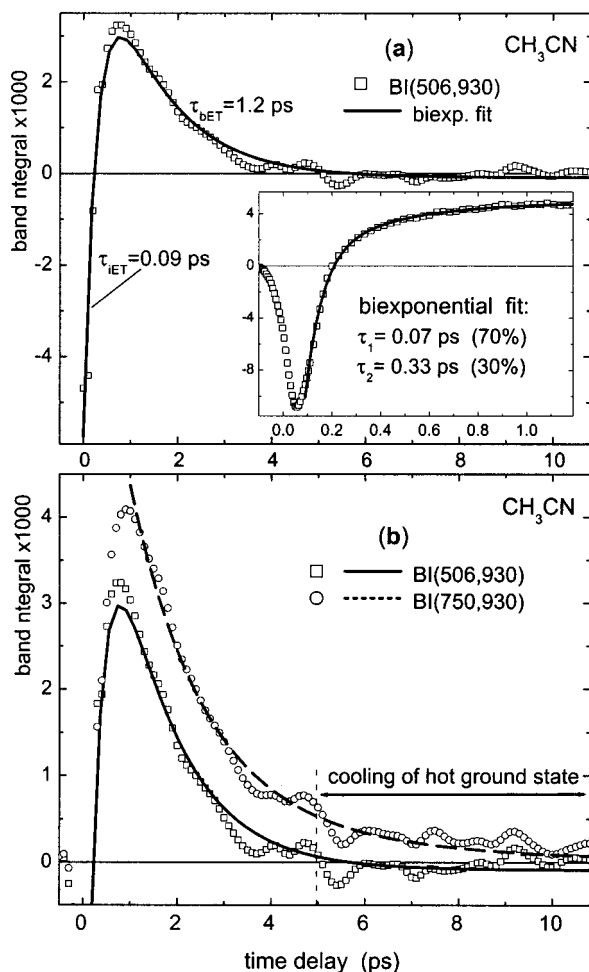 (a)
CH3CN
BI(506,930)
biexp. fit
τbET=1.2 ps
τiET=0.09 ps
band ntegral x1000
2
0
-2
-4
4
0
-4
-8
biexponential fit:
τ1= 0.07 ps (70%)
τ2= 0.33 ps (30%)
0.0 0.2 0.4 0.6 0.8 1.0
0 2 4 6 8 10
(b)
CH3CN
BI(506,930)
BI(750,930)
band ntegral x1000
4
3
2
1
0
cooling of hot ground state
0 2 4 6 8 10
time delay (ps)